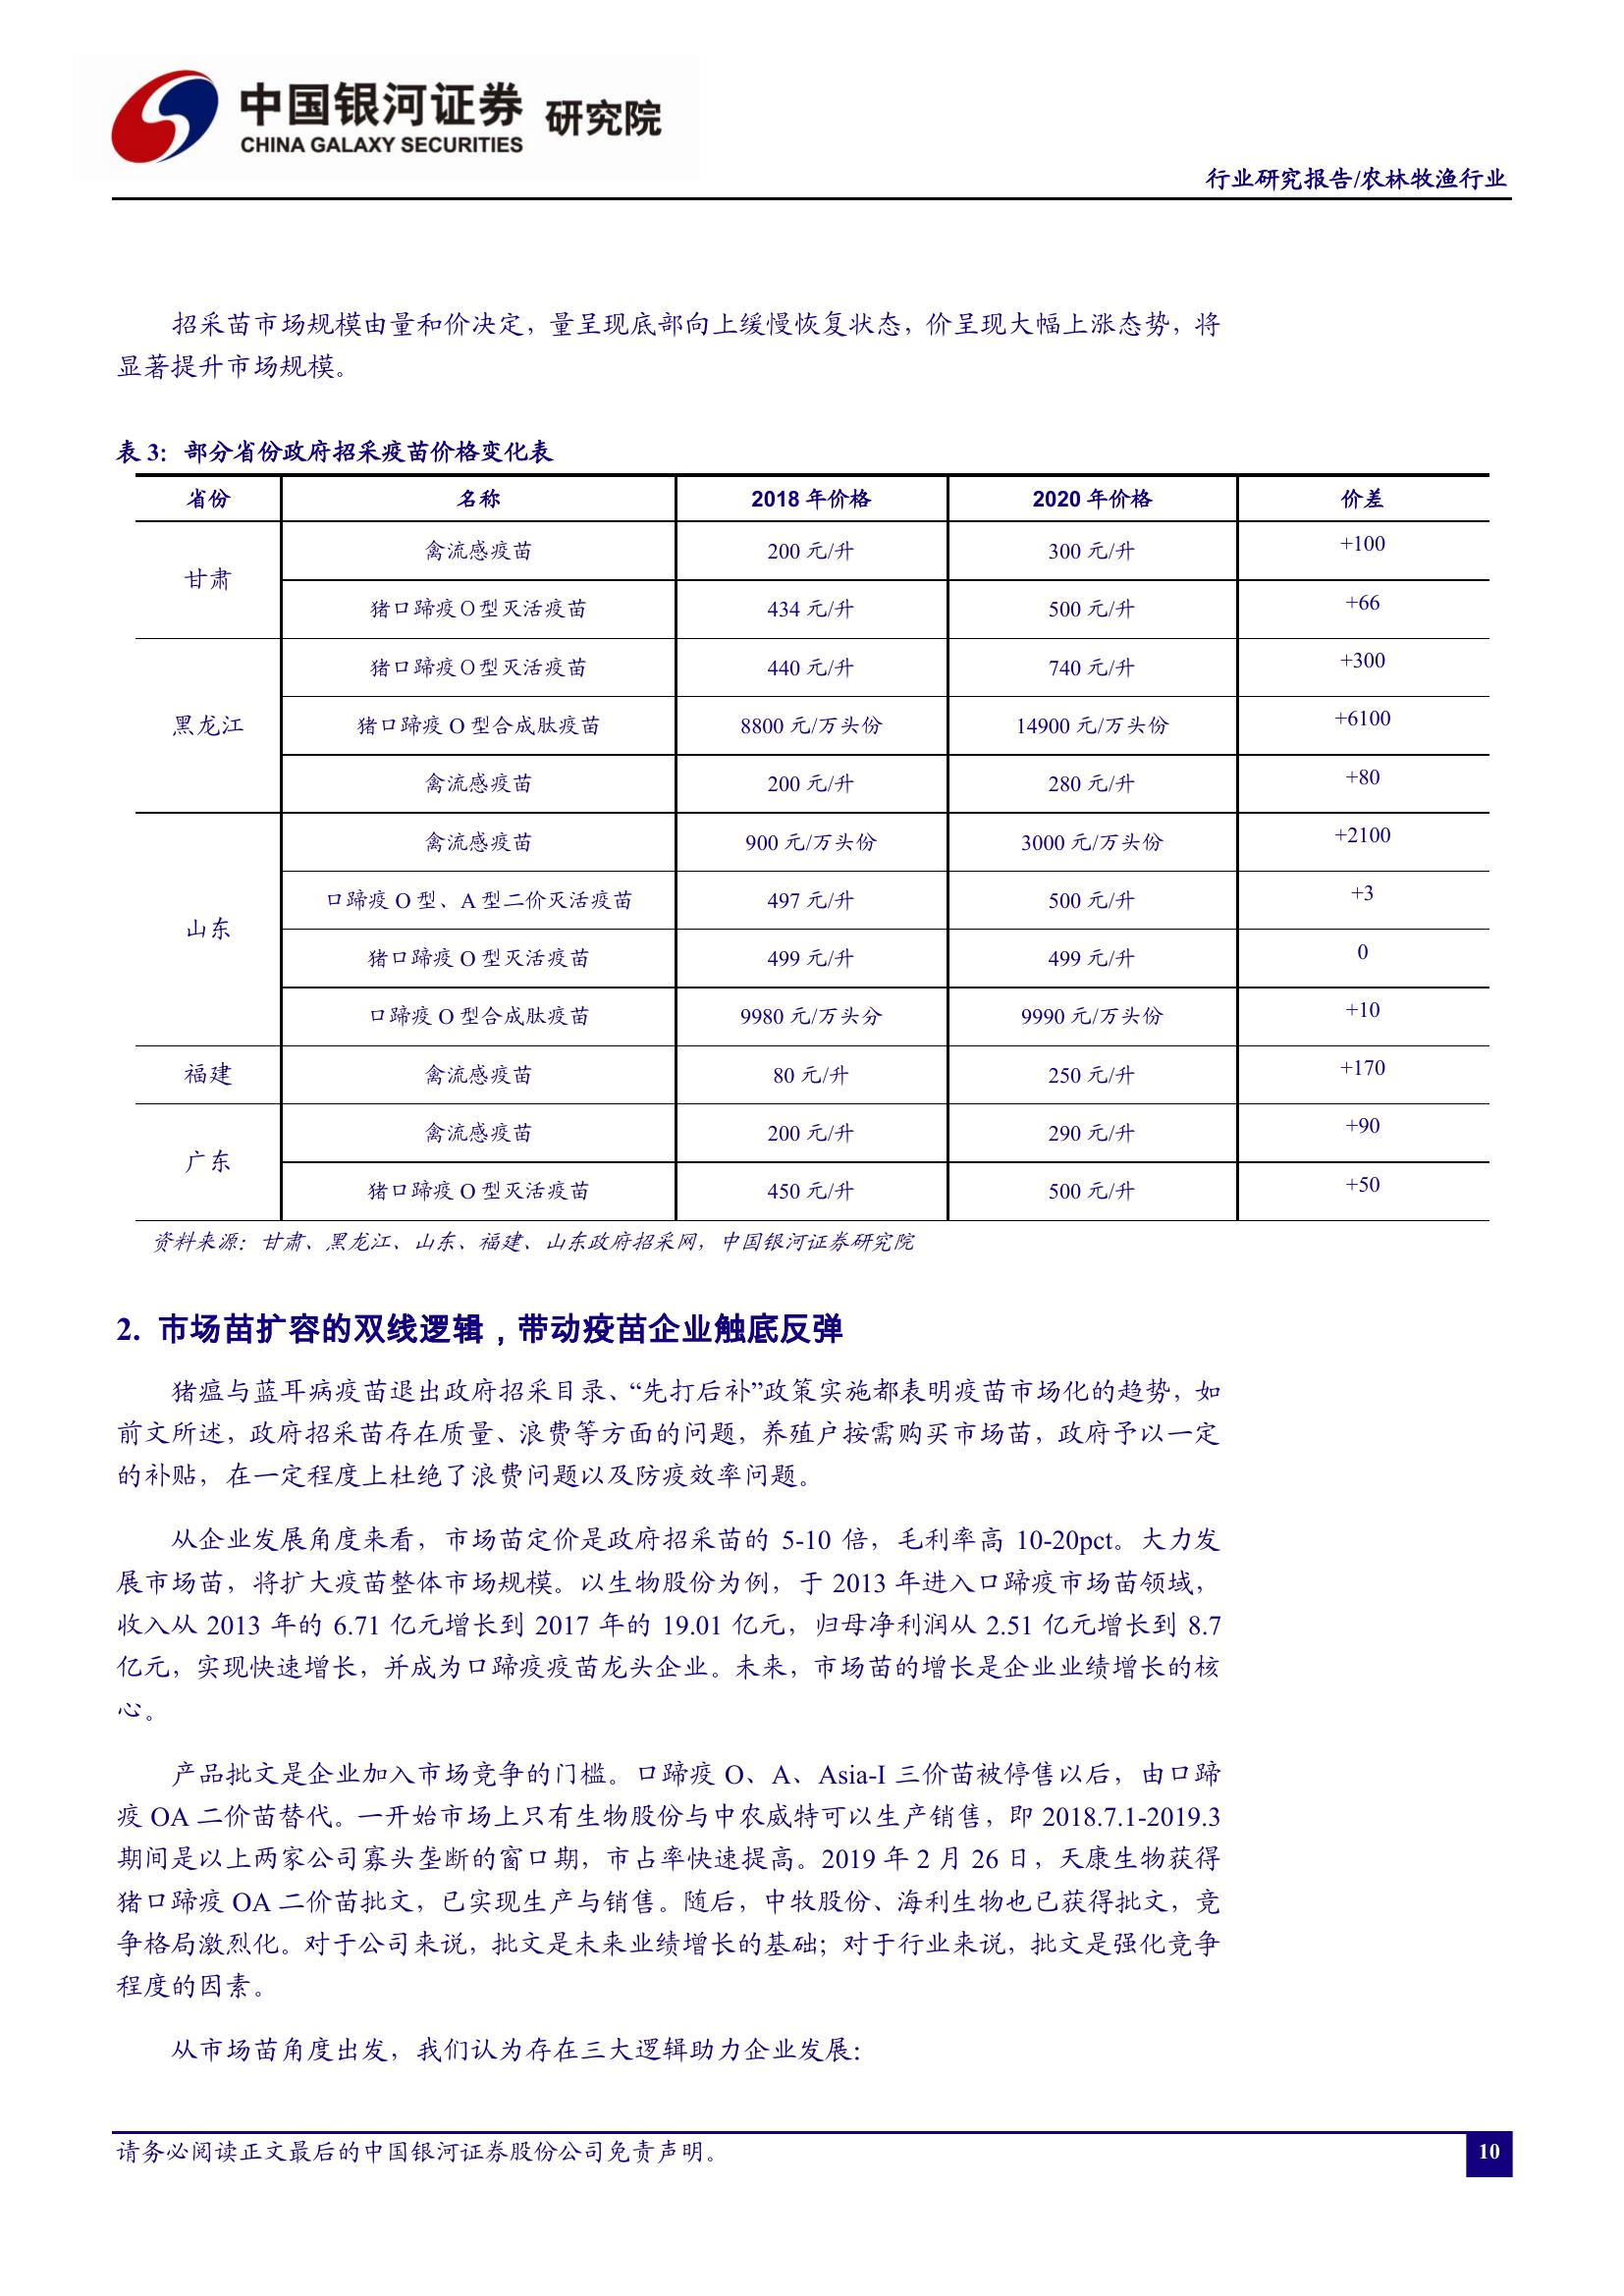 中国银河证券 研究院
CHINA GALAXY SECURITIES
行业研究报告/农林牧渔行业
招采苗市场规模由量和价决定，量呈现底部向上缓慢恢复状态，价呈现大幅上涨态势，将
显著提升市场规模。
表 3：部分省份政府招采疫苗价格变化表
省份 名称 2018 年价格 2020 年价格 价差
甘肃 禽流感疫苗 200 元/升 300 元/升 +100
猪口蹄疫O型灭活疫苗 434 元/升 500 元/升 +66
黑龙江 猪口蹄疫O型灭活疫苗 440 元/升 740 元/升 +300
猪口蹄疫 O 型合成肽疫苗 8800 元/万头份 14900 元/万头份 +6100
禽流感疫苗 200 元/升 280 元/升 +80
山东 禽流感疫苗 900 元/万头份 3000 元/万头份 +2100
口蹄疫 O 型、A 型二价灭活疫苗 497 元/升 500 元/升 +3
猪口蹄疫 O 型灭活疫苗 499 元/升 499 元/升 0
口蹄疫 O 型合成肽疫苗 9980 元/万头分 9990 元/万头份 +10
福建 禽流感疫苗 80 元/升 250 元/升 +170
广东 禽流感疫苗 200 元/升 290 元/升 +90
猪口蹄疫 O 型灭活疫苗 450 元/升 500 元/升 +50
资料来源：甘肃、黑龙江、山东、福建、山东政府招采网，中国银河证券研究院
2. 市场苗扩容的双线逻辑，带动疫苗企业触底反弹
猪瘟与蓝耳病疫苗退出政府招采目录、“先打后补”政策实施都表明疫苗市场化的趋势，如
前文所述，政府招采苗存在质量、浪费等方面的问题，养殖户按需购买市场苗，政府予以一定
的补贴，在一定程度上杜绝了浪费问题以及防疫效率问题。
从企业发展角度来看，市场苗定价是政府招采苗的 5-10 倍，毛利率高 10-20pct。大力发
展市场苗，将扩大疫苗整体市场规模。以生物股份为例，于 2013 年进入口蹄疫市场苗领域，
收入从 2013 年的 6.71 亿元增长到 2017 年的 19.01 亿元，归母净利润从 2.51 亿元增长到 8.7
亿元，实现快速增长，并成为口蹄疫疫苗龙头企业。未来，市场苗的增长是企业业绩增长的核
心。
产品批文是企业加入市场竞争的门槛。口蹄疫 O、A、Asia-I 三价苗被停售以后，由口蹄
疫 OA 二价苗替代。一开始市场上只有生物股份与中农威特可以生产销售，即 2018.7.1-2019.3
期间是以上两家公司寡头垄断的窗口期，市占率快速提高。2019 年 2 月 26 日，天康生物获得
猪口蹄疫 OA 二价苗批文，已实现生产与销售。随后，中牧股份、海利生物也已获得批文，竞
争格局激烈化。对于公司来说，批文是未来业绩增长的基础；对于行业来说，批文是强化竞争
程度的因素。
从市场苗角度出发，我们认为存在三大逻辑助力企业发展：
请务必阅读正文最后的中国银河证券股份公司免责声明。
10